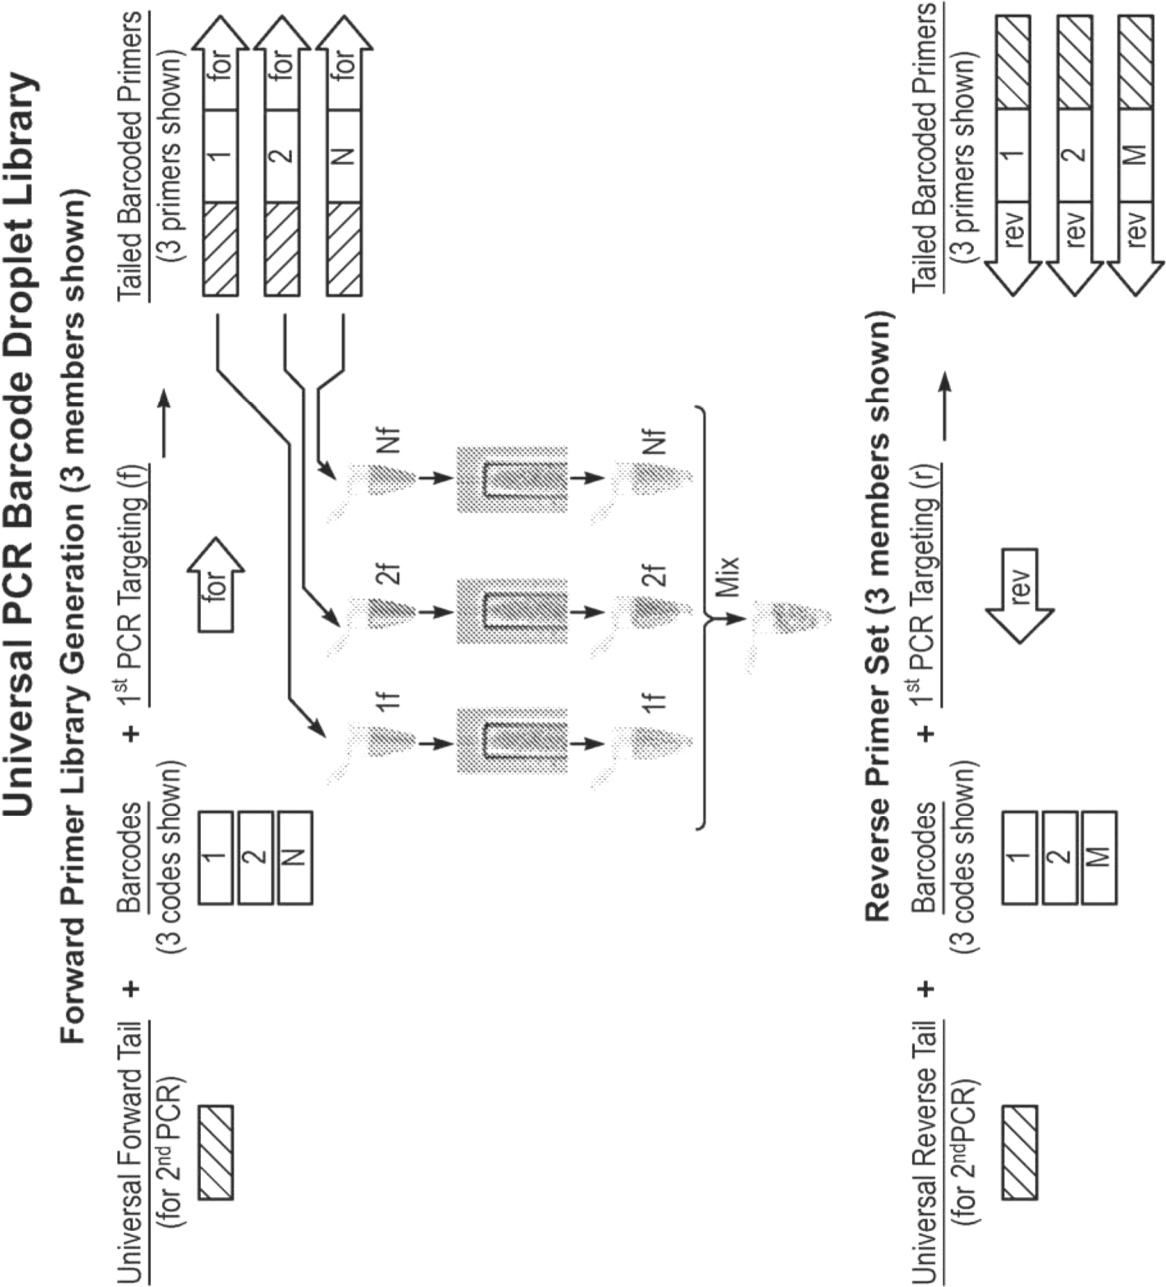 Universal PCR Barcode Droplet Library
Forward Primer Library Generation (3 members shown)
Universal Forward Tail + Barcodes + 1st PCR Targeting (f) Tailed Barcoded Primers
(for 2nd PCR) (3 codes shown) (3 primers shown)
1 for 1 for
2 2 for
N N for
1f 2f Nf
1f 2f Nf
Mix
Reverse Primer Set (3 members shown)
Universal Reverse Tail + Barcodes + 1st PCR Targeting (r) Tailed Barcoded Primers
(for 2ndPCR) (3 codes shown) (3 primers shown)
1 rev rev 1
2 rev 2
M rev M